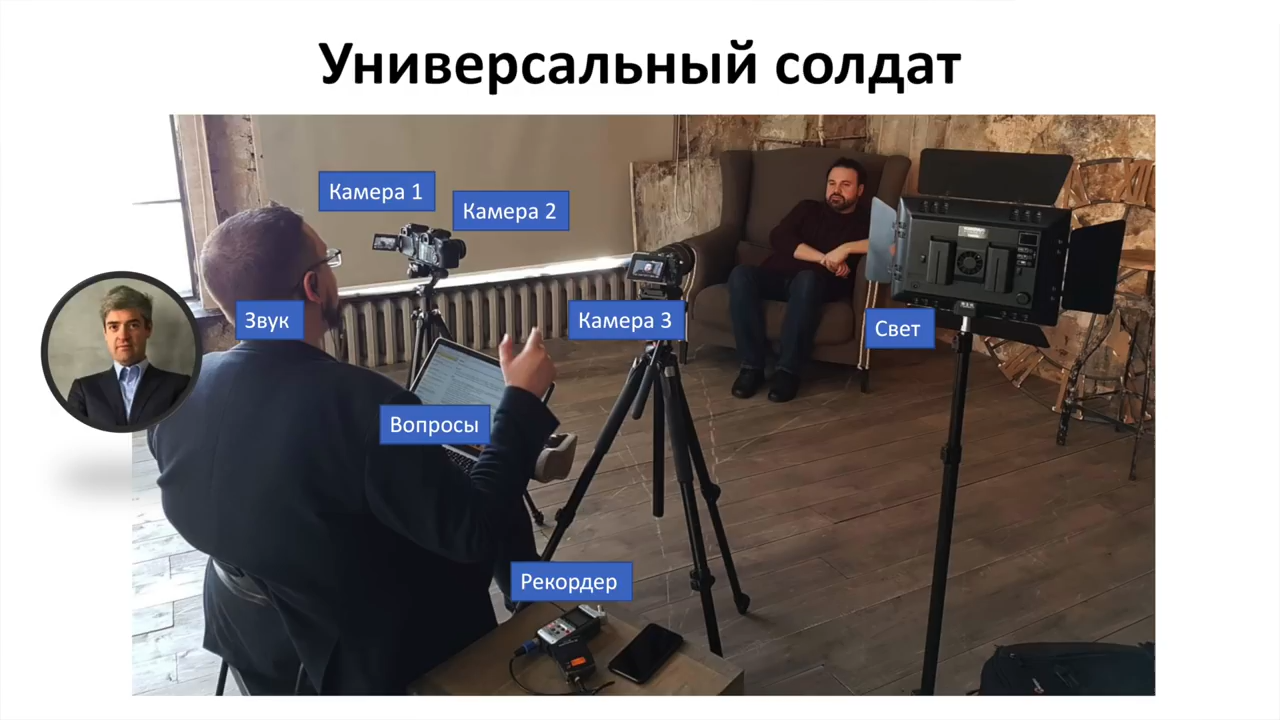 Универсальный солдат
Камера 1
Камера 2
Звук
Камера 3
Свет
Вопросы
Рекордер